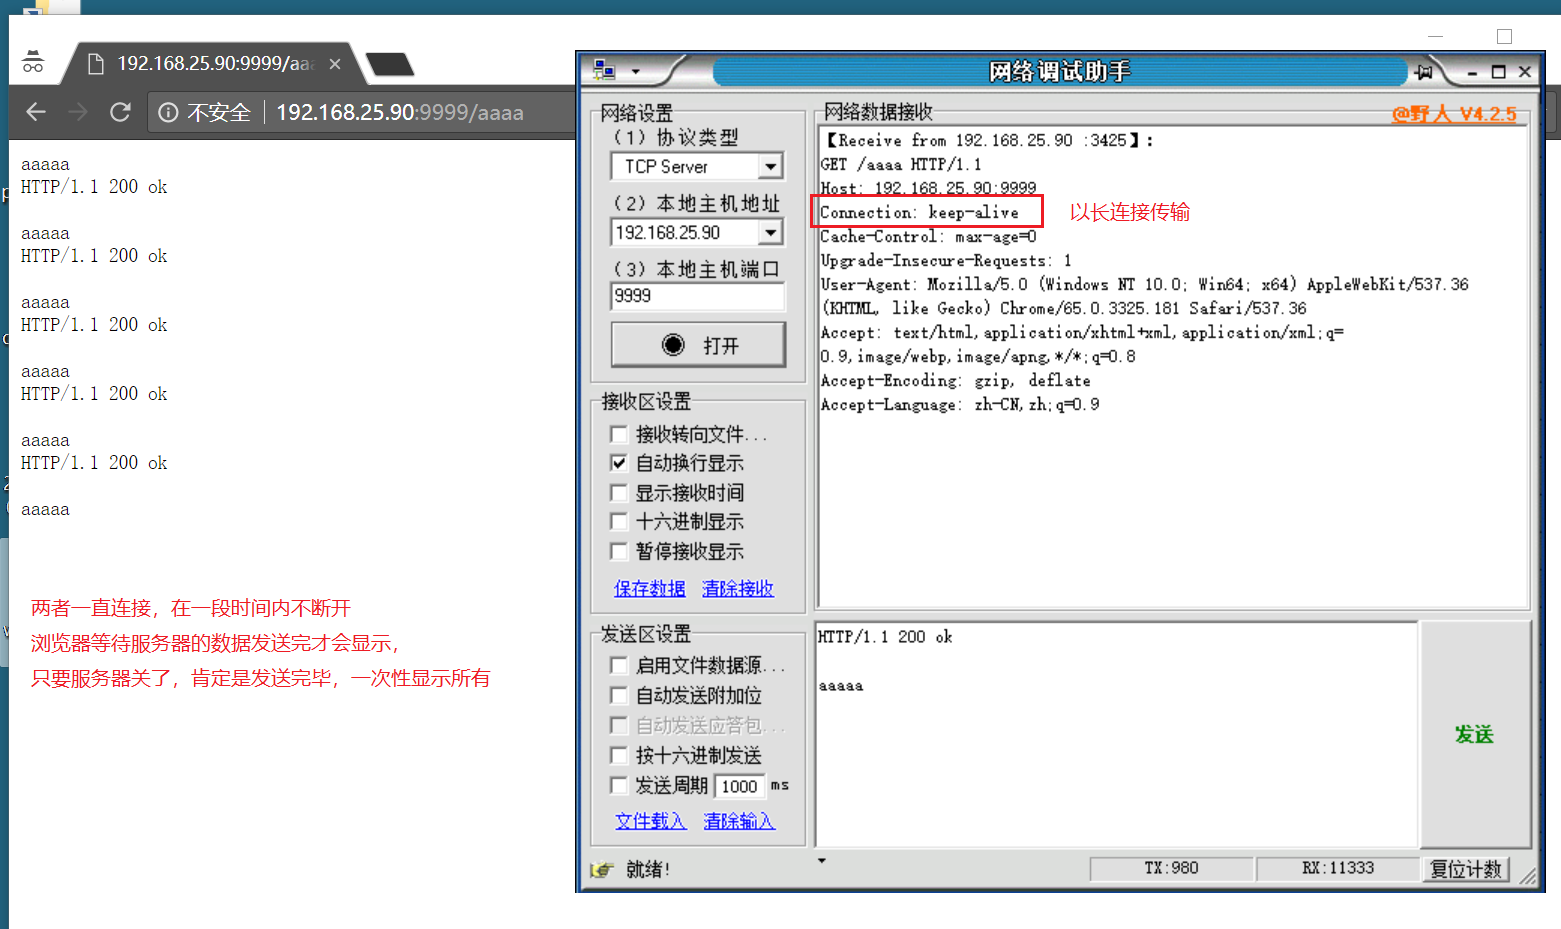 192.168.25.90:9999/aaa
不安全 192.168.25.90:9999/aaaa
aaaaa
HTTP/1.1 200 ok
aaaaa
HTTP/1.1 200 ok
aaaaa
HTTP/1.1 200 ok
aaaaa
HTTP/1.1 200 ok
aaaaa
HTTP/1.1 200 ok
aaaaa
两者一直连接，在一段时间内不断开
浏览器等待服务器的数据发送完才会显示，
只要服务器关了，肯定是发送完毕，一次性显示所有
网络调试助手
网络设置
（1）协议类型
TCP Server
（2）本地主机地址
192.168.25.90
（3）本地主机端口
9999
打开
接收区设置
接收转向文件...
自动换行显示
显示接收时间
十六进制显示
暂停接收显示
保存数据 清除接收
发送区设置
启用文件数据源...
自动发送附加位
自动发送应答包...
按十六进制发送
发送周期 1000 ms
文件载入 清除输入
网络数据接收
@野人 V4.2.5
【Receive from 192.168.25.90 :3425】：
GET /aaaa HTTP/1.1
Host: 192.168.25.90:9999
Connection: keep-alive
以长连接传输
Cache-Control: max-age=0
Upgrade-Insecure-Requests: 1
User-Agent: Mozilla/5.0 (Windows NT 10.0; Win64; x64) AppleWebKit/537.36
(KHTML, like Gecko) Chrome/65.0.3325.181 Safari/537.36
Accept: text/html,application/xhtml+xml,application/xml;q=
0.9,image/webp,image/apng,*/*;q=0.8
Accept-Encoding: gzip, deflate
Accept-Language: zh-CN,zh;q=0.9
HTTP/1.1 200 ok
aaaaa
发送
就绪!
TX:980
RX:11333
复位计数